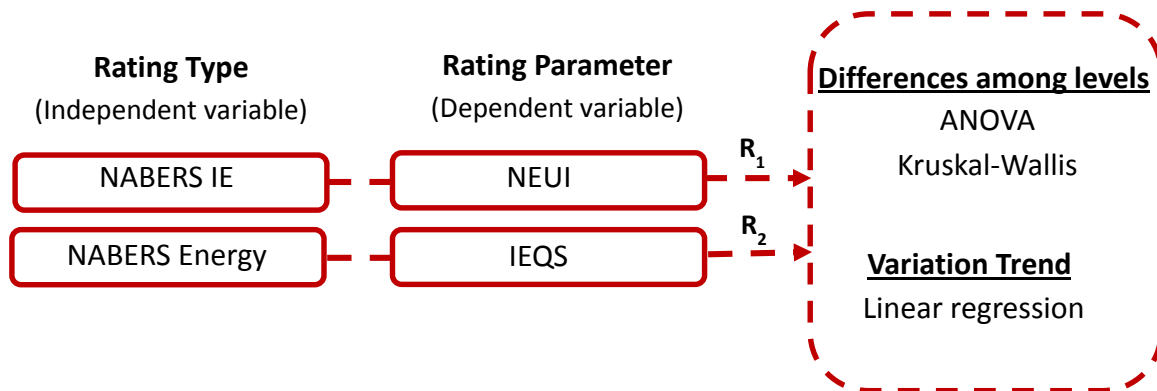 Rating Type
(Independent variable)
Rating Parameter
(Dependent variable)
NABERS IE
NEUI
R1
NABERS Energy
IEQS
R2
Differences among levels
ANOVA
Kruskal-Wallis
Variation Trend
Linear regression